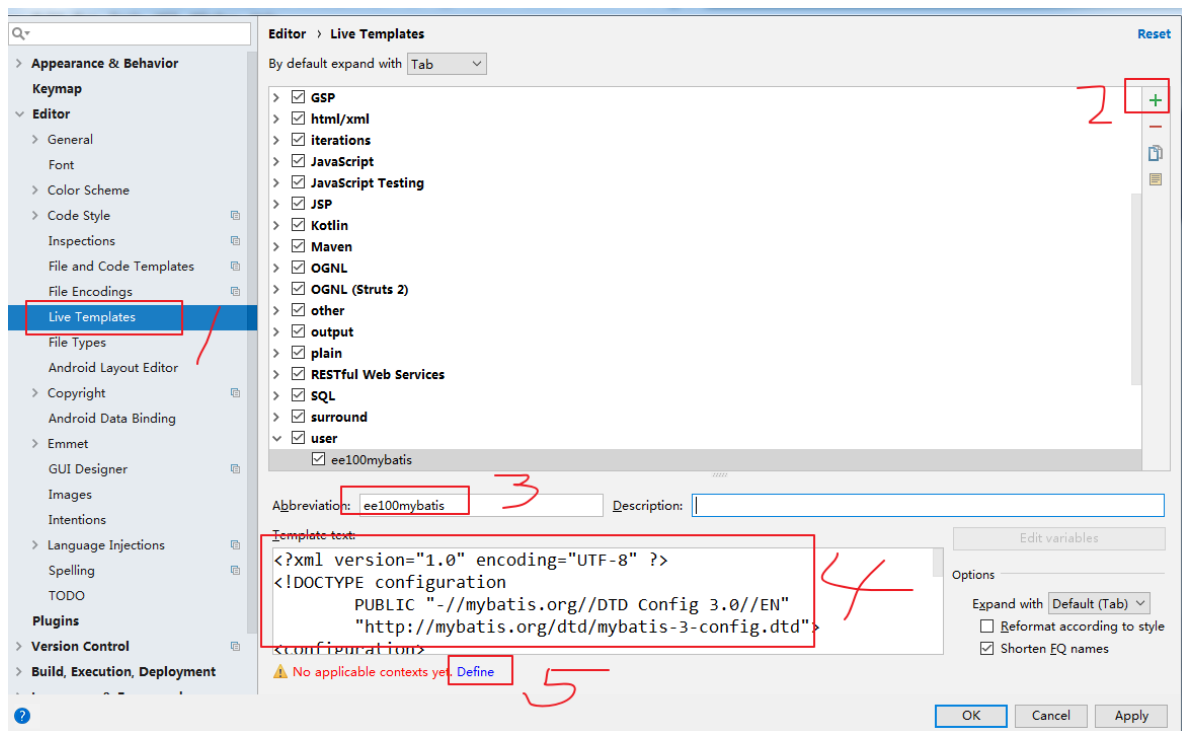 Editor › Live Templates
Reset
By default expand with Tab
Appearance & Behavior
Keymap
Editor
General
Font
Color Scheme
Code Style
Inspections
File and Code Templates
File Encodings
Live Templates
File Types
Android Layout Editor
Copyright
Android Data Binding
Emmet
GUI Designer
Images
Intentions
Language Injections
Spelling
TODO
Plugins
Version Control
Build, Execution, Deployment
1
GSP
html/xml
iterations
JavaScript
JavaScript Testing
JSP
Kotlin
Maven
OGNL
OGNL (Struts 2)
other
output
plain
RESTful Web Services
SQL
surround
user
ee100mybatis
2
3
Abbreviation: ee100mybatis
Description:
Template text:
<?xml version="1.0" encoding="UTF-8" ?>
<!DOCTYPE configuration
PUBLIC "-//mybatis.org//DTD Config 3.0//EN"
"http://mybatis.org/dtd/mybatis-3-config.dtd">
<configuration>
4
Edit variables
Options
Expand with Default (Tab)
Reformat according to style
Shorten FQ names
No applicable contexts yet. Define
5
?
OK
Cancel
Apply